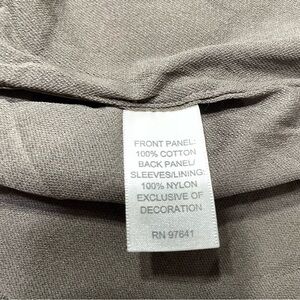 FRONT PANEL:
100% COTTON
BACK PANEL/
SLEEVES/LINING:
100% NYLON
EXCLUSIVE OF
DECORATION
RN 97841